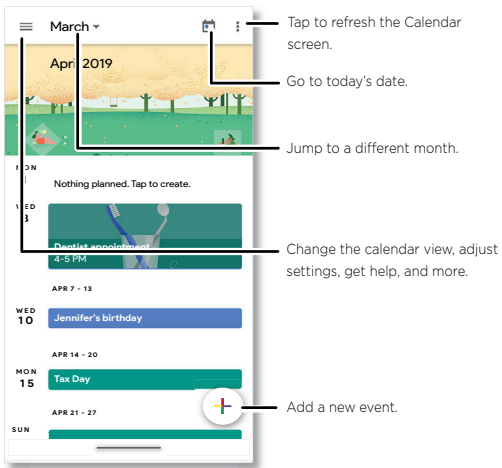 March
Tap to refresh the Calendar
screen.
Go to today's date.
April 2019
Jump to a different month.
MON
Nothing planned. Tap to create.
WED
3
Dentist appointment
4-5 PM
Change the calendar view, adjust
settings, get help, and more.
APR 7 - 13
WED
10
Jennifer's birthday
APR 14 - 20
MON
15
Tax Day
Add a new event.
APR 21 - 27
SUN